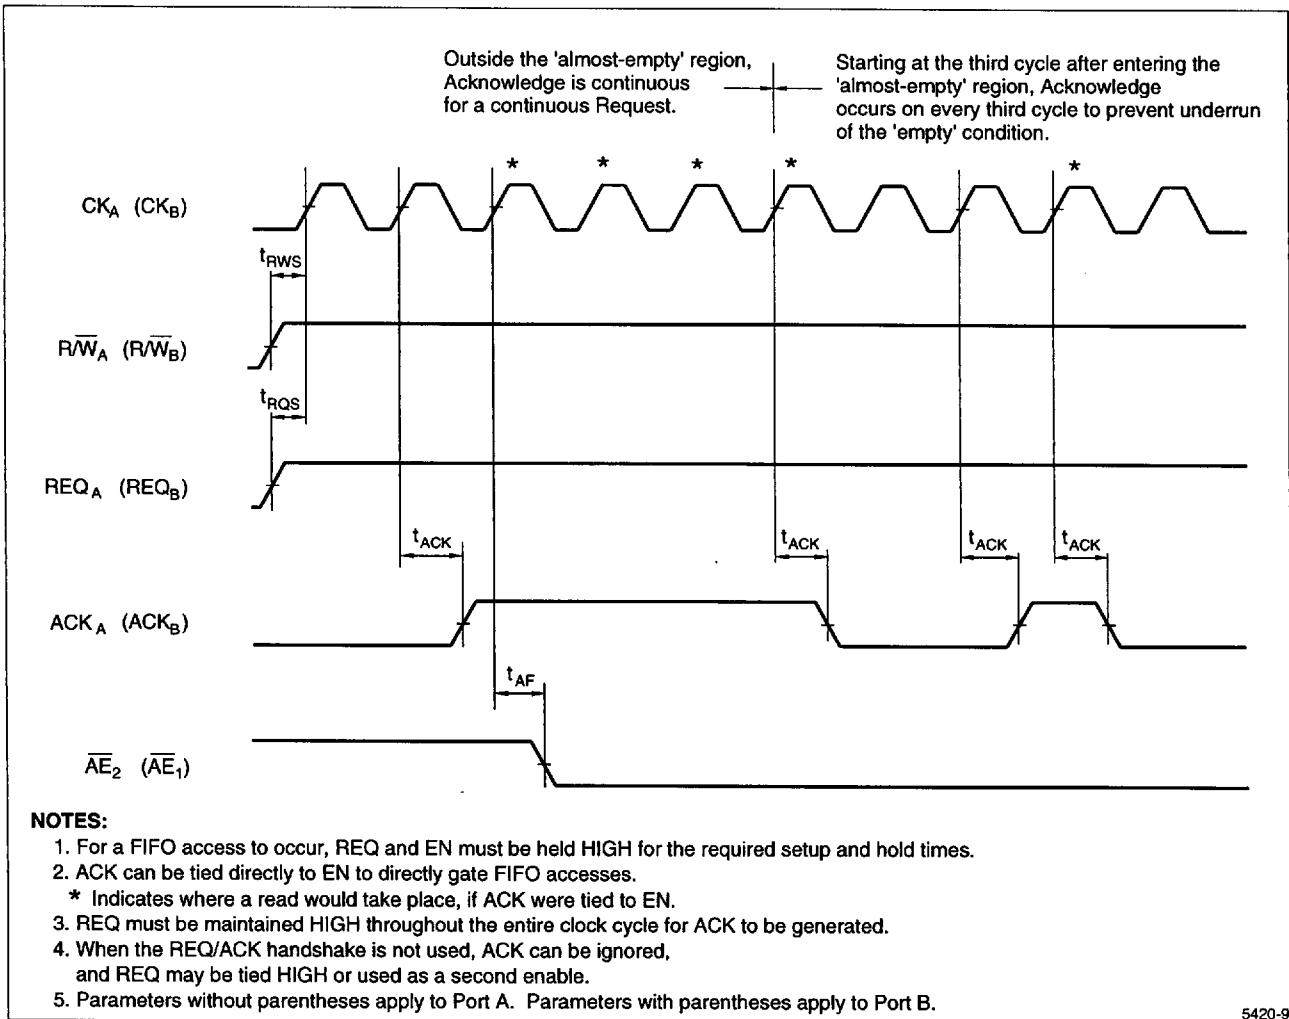 Outside the 'almost-empty' region,
Acknowledge is continuous
for a continuous Request.
Starting at the third cycle after entering the
'almost-empty' region, Acknowledge
occurs on every third cycle to prevent underrun
of the 'empty' condition.
* * * * *
CKA (CKB)
tRWS
R/W̅A (R/W̅B)
tRQS
REQA (REQB)
tACK tACK tACK tACK
ACKA (ACKB)
tAF
A̅E̅2 (A̅E̅1)
NOTES:
1. For a FIFO access to occur, REQ and EN must be held HIGH for the required setup and hold times.
2. ACK can be tied directly to EN to directly gate FIFO accesses.
* Indicates where a read would take place, if ACK were tied to EN.
3. REQ must be maintained HIGH throughout the entire clock cycle for ACK to be generated.
4. When the REQ/ACK handshake is not used, ACK can be ignored,
and REQ may be tied HIGH or used as a second enable.
5. Parameters without parentheses apply to Port A. Parameters with parentheses apply to Port B.
5420-9